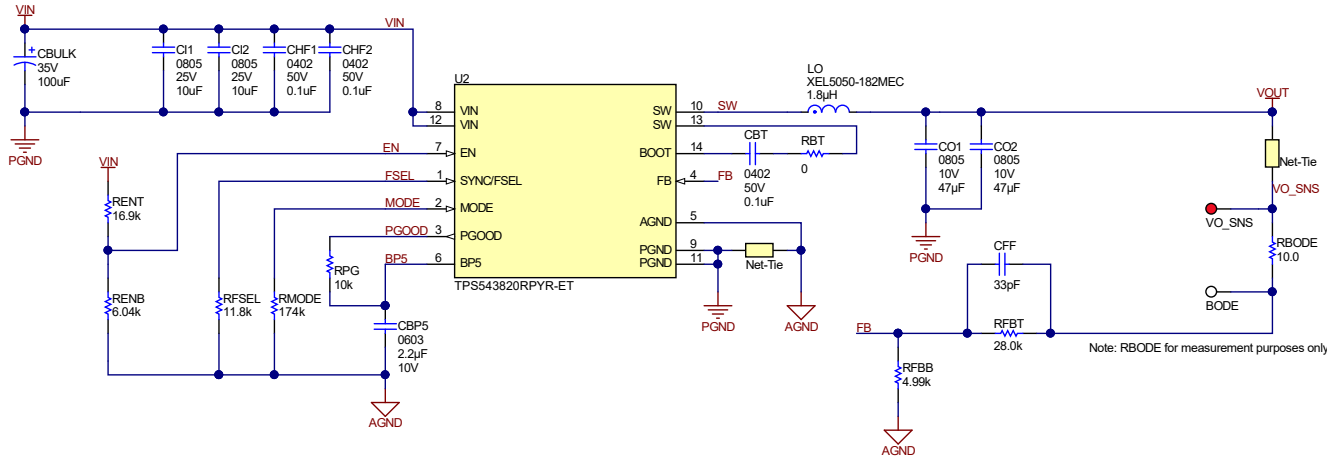 VIN
VIN
CBULK
35V
100uF
+
CI1
0805
25V
10uF
CI2
0805
25V
10uF
CHF1
0402
50V
0.1uF
CHF2
0402
50V
0.1uF
PGND
VIN
RENT
16.9k
RENB
6.04k
RFSEL
11.8k
RMODE
174k
RPG
10k
CBP5
0603
2.2µF
10V
AGND
EN
FSEL
MODE
PGOOD
BP5
U2
8 VIN
12 VIN
7 EN
1 SYNC/FSEL
2 MODE
3 PGOOD
6 BP5
SW 10
SW 13
BOOT 14
FB 4
AGND 5
PGND 9
PGND 11
TPS543820RPYR-ET
SW
FB
CBT
0402
50V
0.1uF
RBT
0
Net-Tie
PGND
AGND
LO
XEL5050-182MEC
1.8µH
CO1
0805
10V
47µF
CO2
0805
10V
47µF
PGND
VOUT
Net-Tie
VO_SNS
VO_SNS
RBODE
10.0
BODE
CFF
33pF
RFBT
28.0k
FB
RFBB
4.99k
AGND
Note: RBODE for measurement purposes only